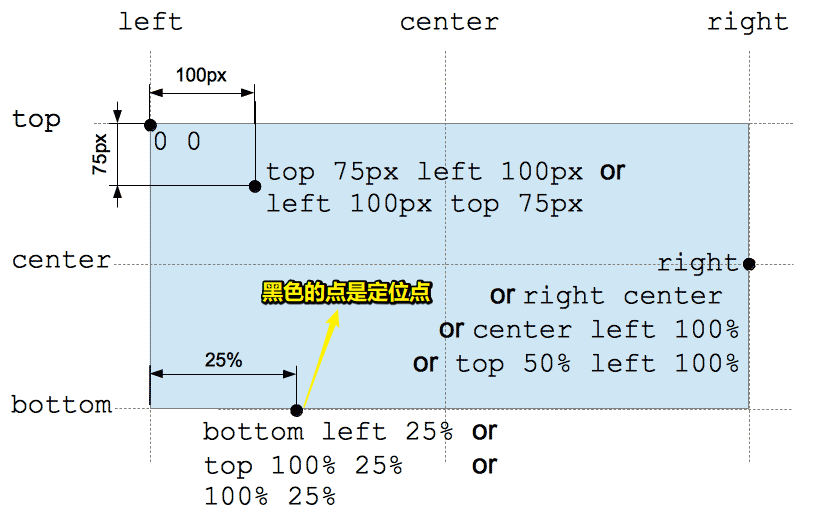 left center right
100px
top
75px
0 0
top 75px left 100px or
left 100px top 75px
center
right
黑色的点是定位点
or right center
or center left 100%
or top 50% left 100%
25%
bottom
bottom left 25% or
top 100% 25% or
100% 25%